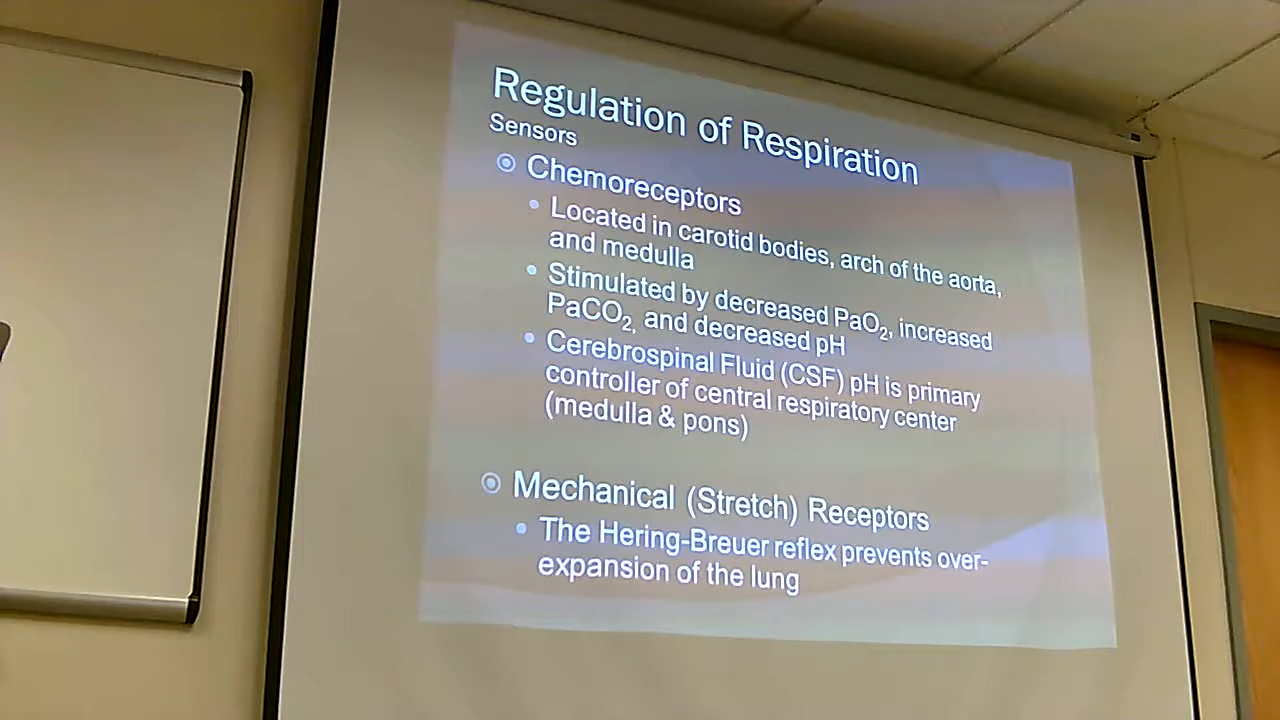 Regulation of Respiration
Sensors
Chemoreceptors
Located in carotid bodies, arch of the aorta,
and medulla
Stimulated by decreased PaO2, increased
PaCO2, and decreased pH
Cerebrospinal Fluid (CSF) pH is primary
controller of central respiratory center
(medulla & pons)
Mechanical (Stretch) Receptors
The Hering-Breuer reflex prevents over-
expansion of the lung